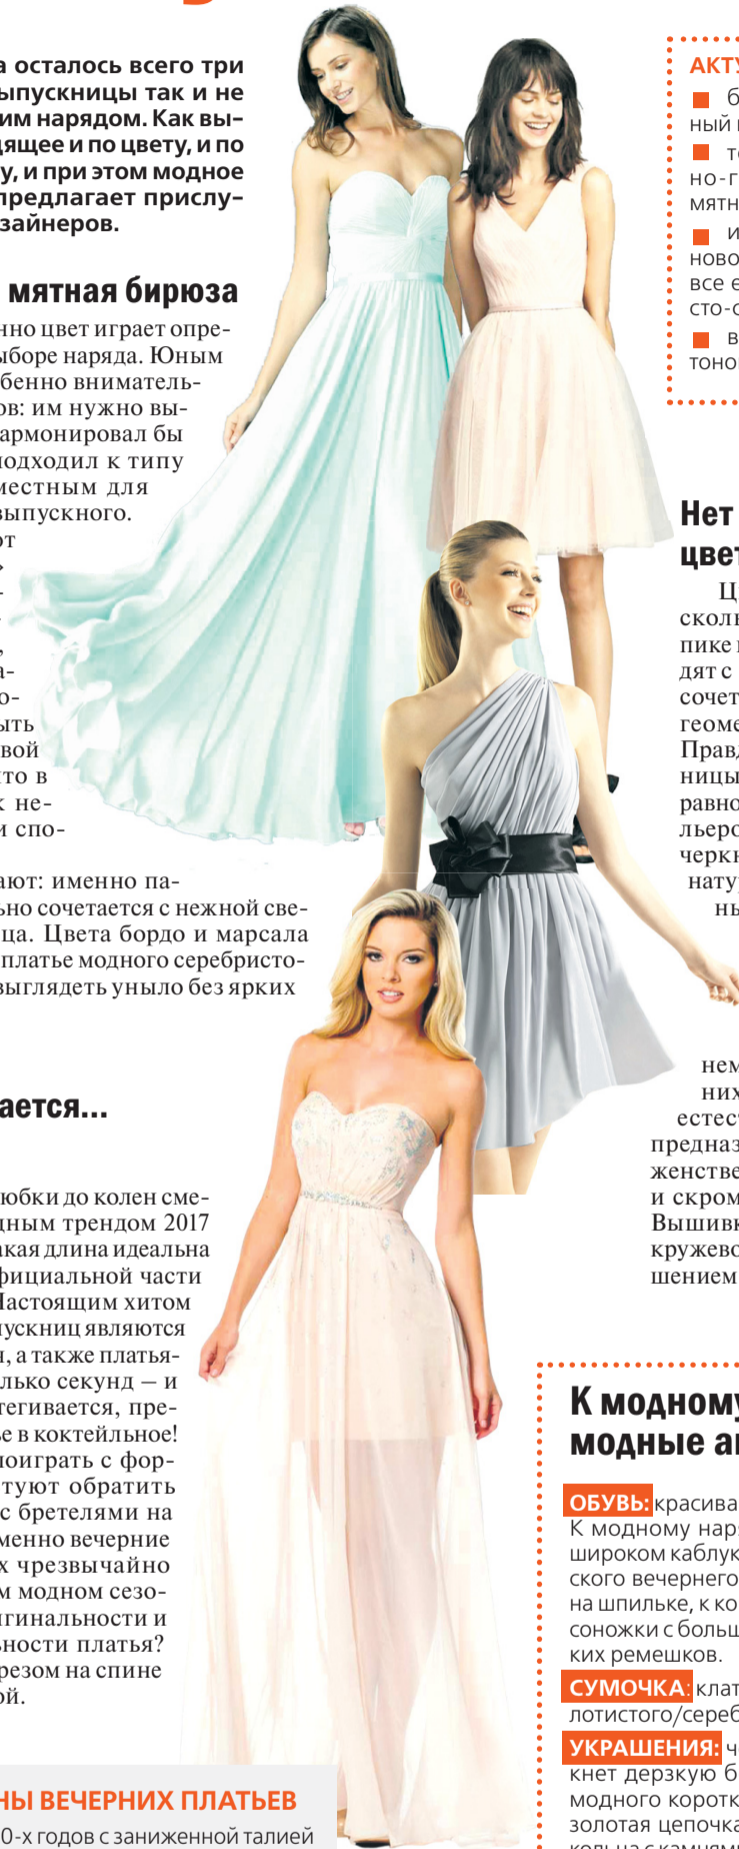 а осталось всего три
ыпускницы так и не
им нарядом. Как вы-
дящее и по цвету, и по
у, и при этом модное
предлагает прислу-
зайнеров.
мятная бирюза
нно цвет играет опре-
ыборе наряда. Юным
бенно вниматель-
ов: им нужно вы-
армонировал бы
подходил к типу
местным для
выпускного.
от
-
,
а-
о-
ыть
вой
что в
к не-
и спо-
ают: именно па-
ьно сочетается с нежной све-
ца. Цвета бордо и марсала
платье модного серебристо-
выглядеть уныло без ярких
ается...
юбки до колен сме-
дным трендом 2017
акая длина идеальна
фициальной части
Настоящим хитом
ускниц являются
, а также платья-
лько секунд — и
тегивается, пре-
е в коктейльное!
поиграть с фор-
туют обратить
с бретелями на
менно вечерние
х чрезвычайно
м модном сезо-
игинальности и
ьности платья?
резом на спине
ой.
НЫ ВЕЧЕРНИХ ПЛАТЬЕВ
0-х годов с заниженной талией
АКТУ
б
ный
т
но-г
мятн
и
ново
все е
сто-с
в
тоно
Нет
цвет
Ц
сколь
пике
дят с
сочет
геоме
Прав
ницы
равно
льеро
черкн
нату
ны
нем
них
естес
предназ
женстве
и скром
Вышивк
кружево
шением
К модному
модные а
ОБУВЬ: красива
К модному нар
широком каблук
ского вечернего
на шпильке, к ко
соножки с больш
ких ремешков.
СУМОЧКА: клат
лотистого/сереб
УКРАШЕНИЯ: ч
кнет дерзкую б
модного коротк
золотая цепочка